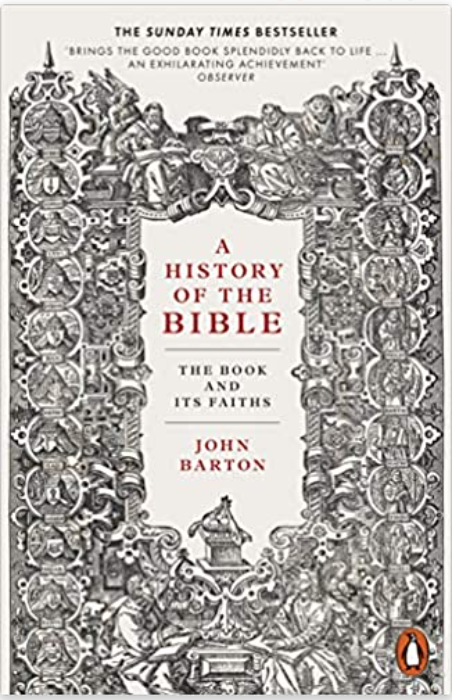 THE SUNDAY TIMES BESTSELLER
'BRINGS THE GOOD BOOK SPLENDIDLY BACK TO LIFE ...
AN EXHILARATING ACHIEVEMENT'
OBSERVER
A
HISTORY
OF THE
BIBLE
THE BOOK
AND
ITS FAITHS
JOHN
BARTON